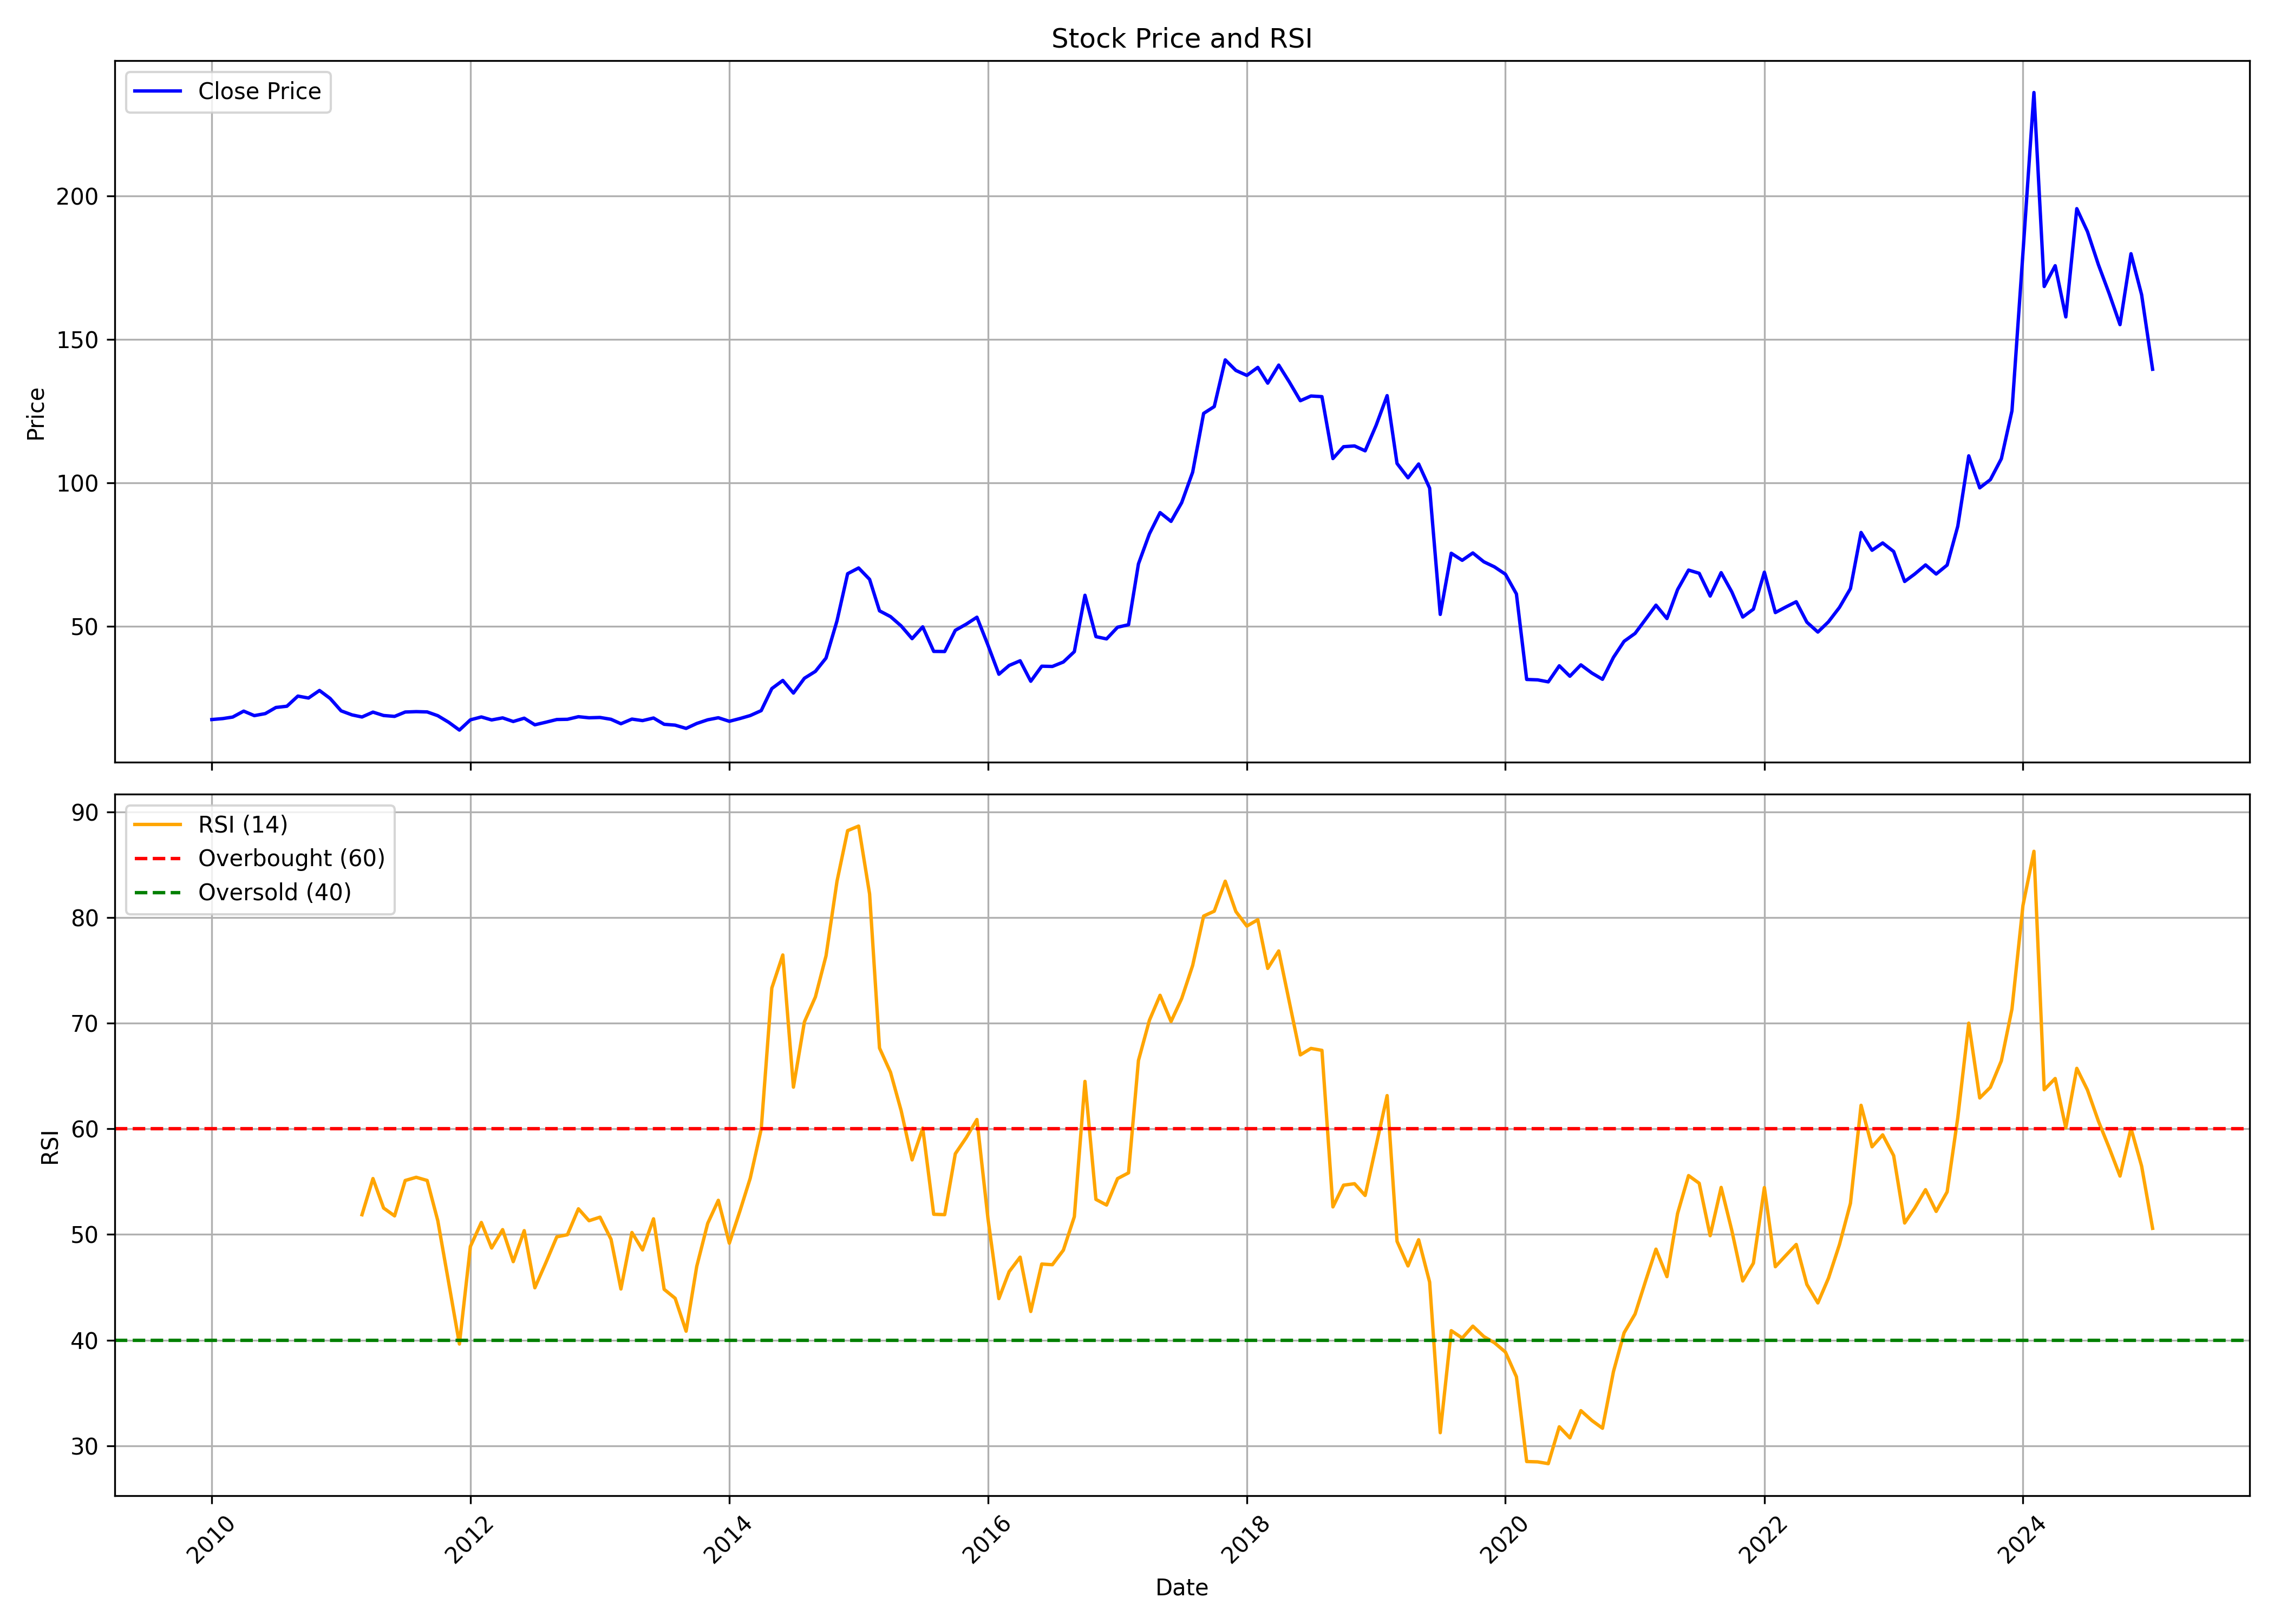 Stock Price and RSI
Close Price
200
150
100
50
Price
90
80
70
60
50
40
30
RSI
RSI (14)
Overbought (60)
Oversold (40)
2010
2012
2014
2016
2018
2020
2022
2024
Date